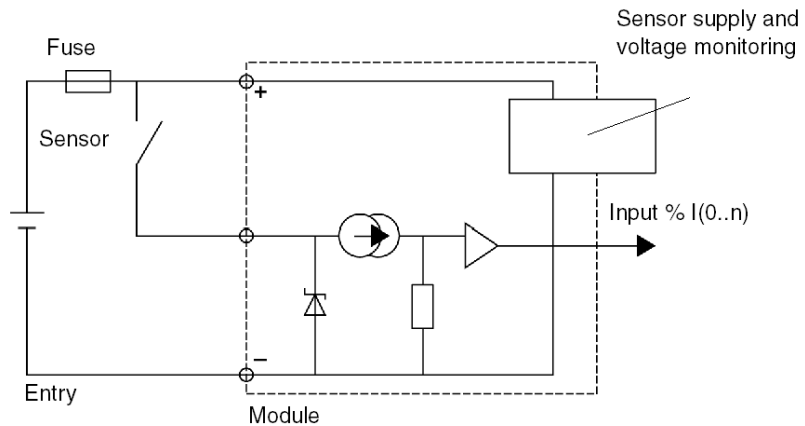 Sensor supply and
voltage monitoring
Fuse
+
Sensor
Input % I(0..n)
−
Entry
Module